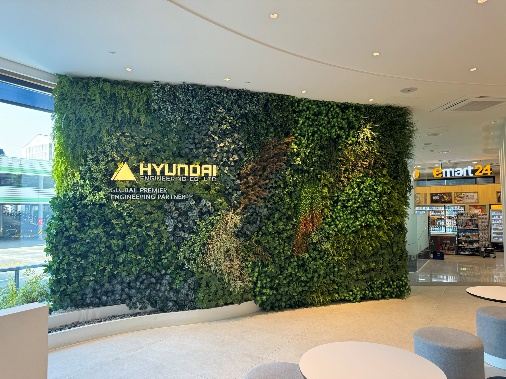 HYUNDAI
ENGINEERING CO., LTD.
GLOBAL PREMIER
ENGINEERING PARTNER
emart24